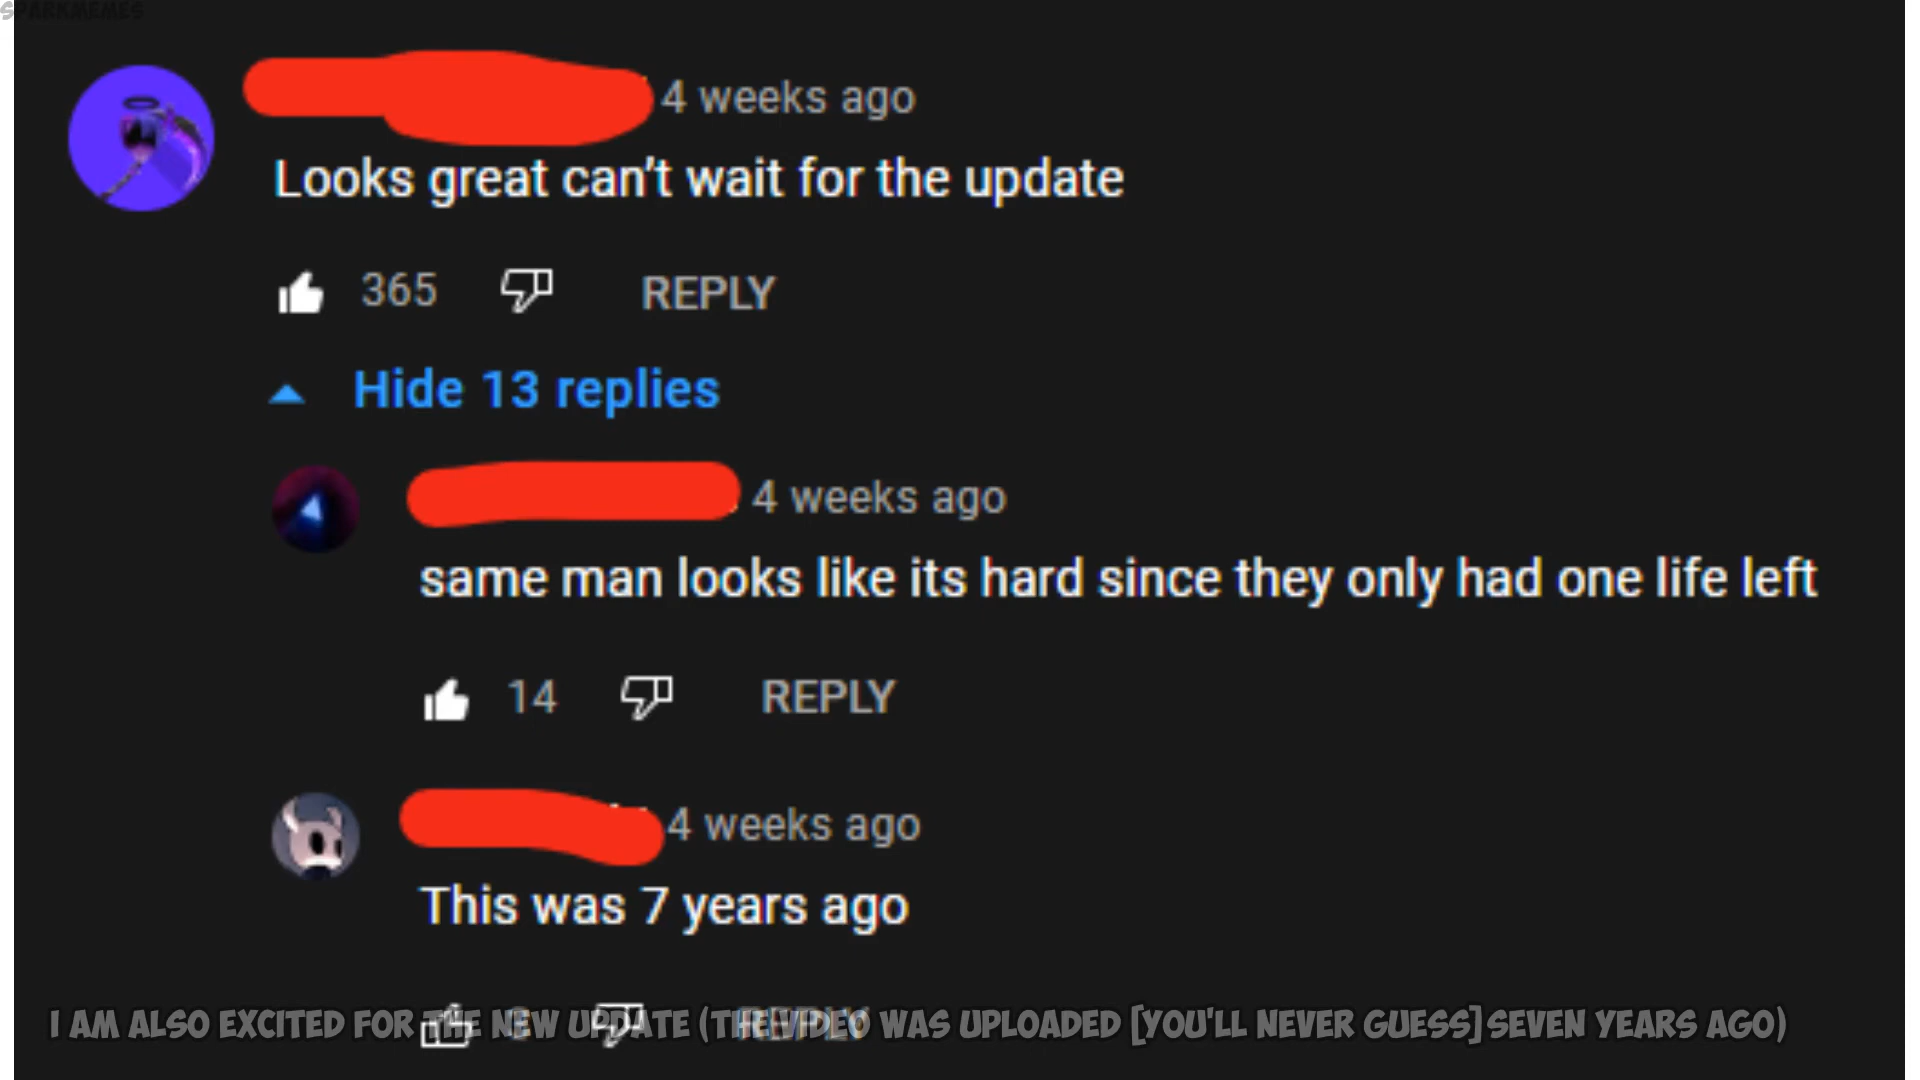 SPARKMEMES
4 weeks ago
Looks great can't wait for the update
365 REPLY
Hide 13 replies
4 weeks ago
same man looks like its hard since they only had one life left
14 REPLY
4 weeks ago
This was 7 years ago
REPLY
I AM ALSO EXCITED FOR THE NEW UPDATE (THE VIDEO WAS UPLOADED [YOU'LL NEVER GUESS] SEVEN YEARS AGO)